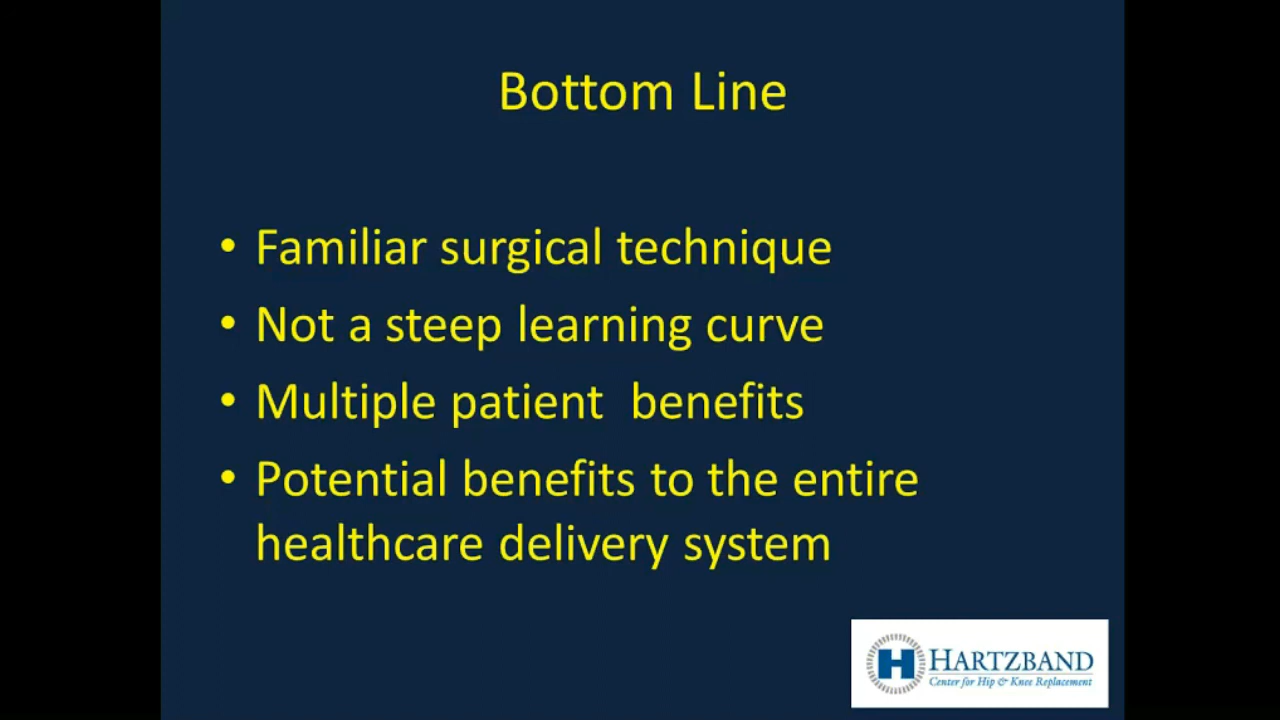 Bottom Line
• Familiar surgical technique
• Not a steep learning curve
• Multiple patient  benefits
• Potential benefits to the entire
healthcare delivery system
H HARTZBAND
Center for Hip & Knee Replacement